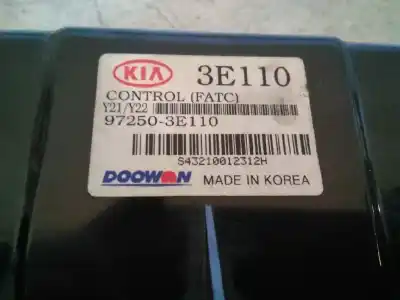 KIA 3E110
CONTROL (FATC)
Y21/Y22
97250-3E110
S43210012312H
DOOWON MADE IN KOREA